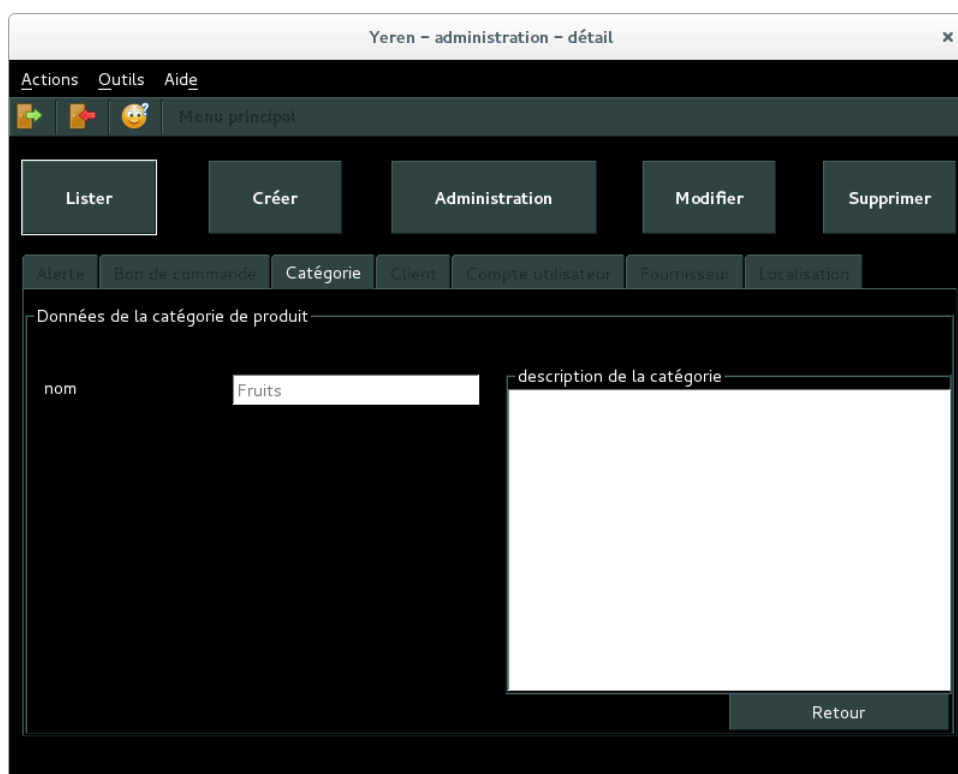 Yeren – administration – détail
Actions Outils Aide
Menu principal
Lister Créer Administration Modifier Supprimer
Alerte Bon de commande Catégorie Client Compte utilisateur Fournisseur Localisation
Données de la catégorie de produit
nom Fruits description de la catégorie
Retour